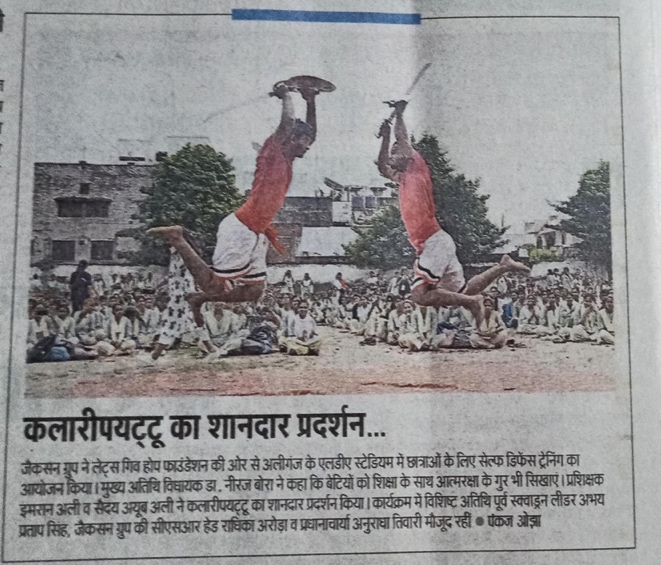 कलारीपयट्टू का शानदार प्रदर्शन...
जैकसन ग्रुप ने लेट्स गिव होप फाउंडेशन की ओर से अलीगंज के एलडीए स्टेडियम में छात्राओं के लिए सेल्फ डिफेंस ट्रेनिंग का
आयोजन किया। मुख्य अतिथि विधायक डा. नीरज बोरा ने कहा कि बेटियों को शिक्षा के साथ आत्मरक्षा के गुर भी सिखाएं। प्रशिक्षक
इमरान अली व सैदय अयूब अली ने कलारीपयट्टू का शानदार प्रदर्शन किया। कार्यक्रम में विशिष्ट अतिथि पूर्व स्क्वाड्रन लीडर अभय
प्रताप सिंह, जैकसन ग्रुप की सीएसआर हेड राधिका अरोड़ा व प्रधानाचार्या अनुराधा तिवारी मौजूद रहीं ● पंकज ओझा